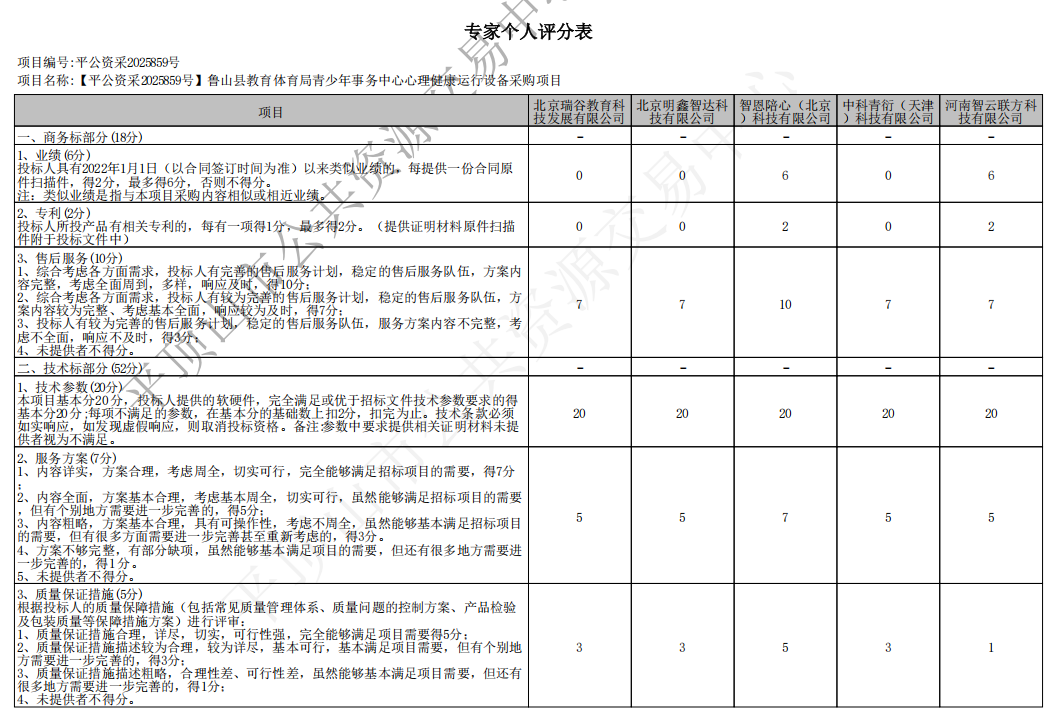 专家个人评分表
项目编号:平公资采2025859号
项目名称:【平公资采2025859号】鲁山县教育体育局青少年事务中心心理健康运行设备采购项目
项目 北京瑞谷教育科 北京明鑫智达科 智恩陪心（北京 中科青衍（天津 河南智云联方科
技发展有限公司 技有限公司 ）科技有限公司 ）科技有限公司 技有限公司
一、商务标部分(18分) - - - - -
1、业绩(6分)
投标人具有2022年1月1日（以合同签订时间为准）以来类似业绩的，每提供一份合同原
件扫描件，得2分，最多得6分，否则不得分。 0 0 6 0 6
注：类似业绩是指与本项目采购内容相似或相近业绩。
2、专利(2分)
投标人所投产品有相关专利的，每有一项得1分，最多得2分。（提供证明材料原件扫描 0 0 2 0 2
件附于投标文件中）
3、售后服务(10分)
1、综合考虑各方面需求，投标人有完善的售后服务计划，稳定的售后服务队伍，方案内
容完整，考虑全面周到，多样，响应及时，得10分；
2、综合考虑各方面需求，投标人有较为完善的售后服务计划，稳定的售后服务队伍，方
案内容较为完整、考虑基本全面，响应较为及时，得7分； 7 7 10 7 7
3、投标人有较为完善的售后服务计划，稳定的售后服务队伍，服务方案内容不完整，考
虑不全面，响应不及时，得3分；
4、未提供者不得分。
二、技术标部分(52分) - - - - -
1、技术参数(20分)
本项目基本分20分，投标人提供的软硬件，完全满足或优于招标文件技术参数要求的得
基本分20分;每项不满足的参数，在基本分的基础数上扣2分，扣完为止。技术条款必须 20 20 20 20 20
如实响应，如发现虚假响应，则取消投标资格。备注:参数中要求提供相关证明材料未提
供者视为不满足。
2、服务方案(7分)
1、内容详实，方案合理，考虑周全，切实可行，完全能够满足招标项目的需要，得7分
；
2、内容全面，方案基本合理，考虑基本周全，切实可行，虽然能够满足招标项目的需要
，但有个别地方需要进一步完善的，得5分；
3、内容粗略，方案基本合理，具有可操作性，考虑不周全，虽然能够基本满足招标项目 5 5 7 5 5
的需要，但有很多方面需要进一步完善甚至重新考虑的，得3分。
4、方案不够完整，有部分缺项，虽然能够基本满足项目的需要，但还有很多地方需要进
一步完善的，得1分。
5、未提供者不得分。
3、质量保证措施(5分)
根据投标人的质量保障措施（包括常见质量管理体系、质量问题的控制方案、产品检验
及包装质量等保障措施方案）进行评审：
1、质量保证措施合理，详尽，切实，可行性强，完全能够满足项目需要得5分；
2、质量保证措施描述较为合理，较为详尽，基本可行，基本满足项目需要，但有个别地 3 3 5 3 1
方需要进一步完善的，得3分；
3、质量保证措施描述粗略，合理性差、可行性差，虽然能够基本满足项目需要，但还有
很多地方需要进一步完善的，得1分；
4、未提供者不得分。
平顶山市公共资源交易中心
平顶山市公共资源交易中心